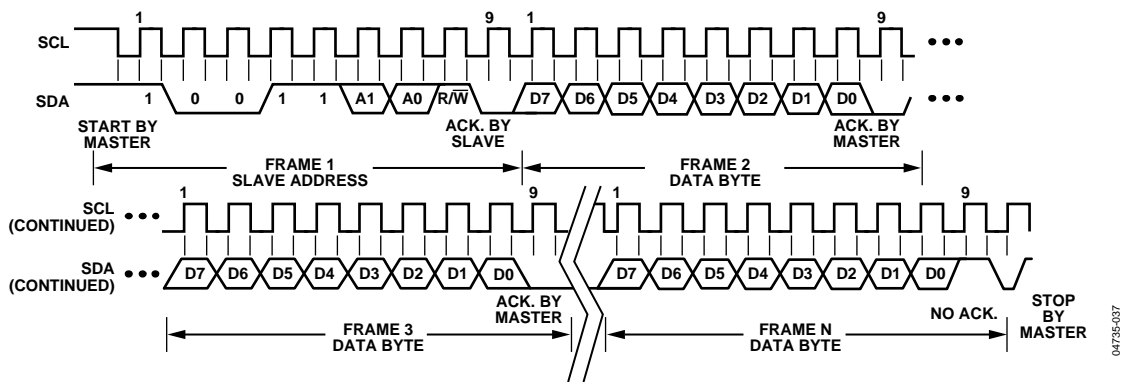 1 9 1 9
SCL
SDA 1 0 0 1 1 A1 A0 R/W̅ D7 D6 D5 D4 D3 D2 D1 D0
START BY MASTER
ACK. BY SLAVE
ACK. BY MASTER
FRAME 1
SLAVE ADDRESS
FRAME 2
DATA BYTE
1 9 1 9
SCL
(CONTINUED)
SDA
(CONTINUED)
D7 D6 D5 D4 D3 D2 D1 D0 D7 D6 D5 D4 D3 D2 D1 D0
ACK. BY
MASTER
NO ACK.
STOP
BY
MASTER
FRAME 3
DATA BYTE
FRAME N
DATA BYTE
04735-037